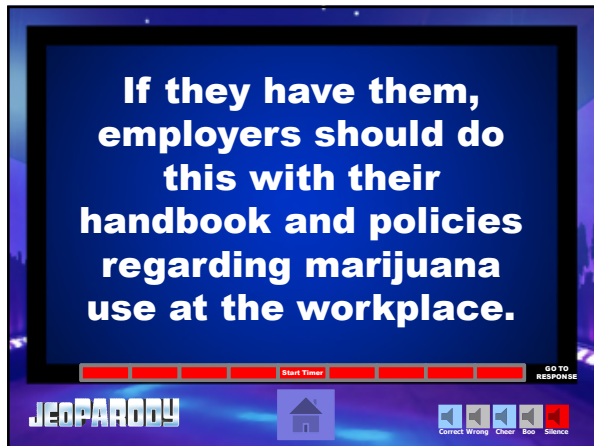 If they have them,
employers should do
this with their
handbook and policies
regarding marijuana
use at the workplace.
Start Timer
GO TO
RESPONSE
JEOPARODY
Correct Wrong Cheer Boo Silence